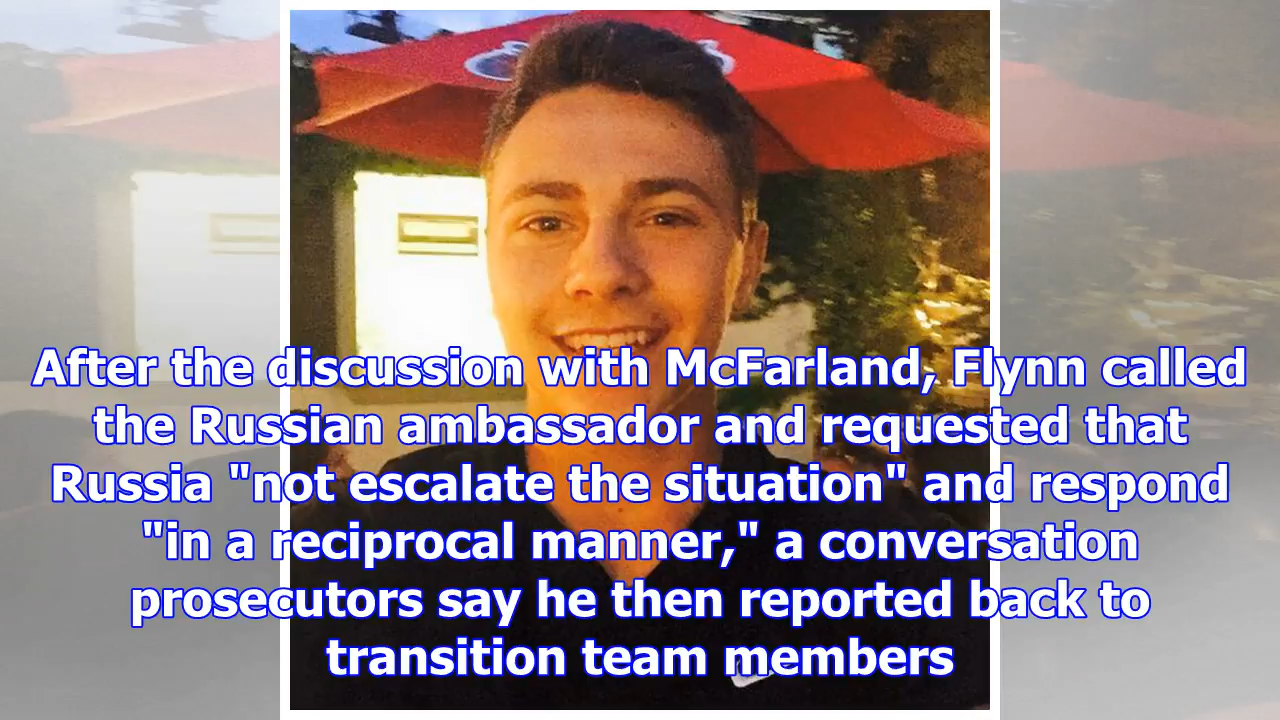 After the discussion with McFarland, Flynn called
the Russian ambassador and requested that
Russia "not escalate the situation" and respond
"in a reciprocal manner," a conversation
prosecutors say he then reported back to
transition team members